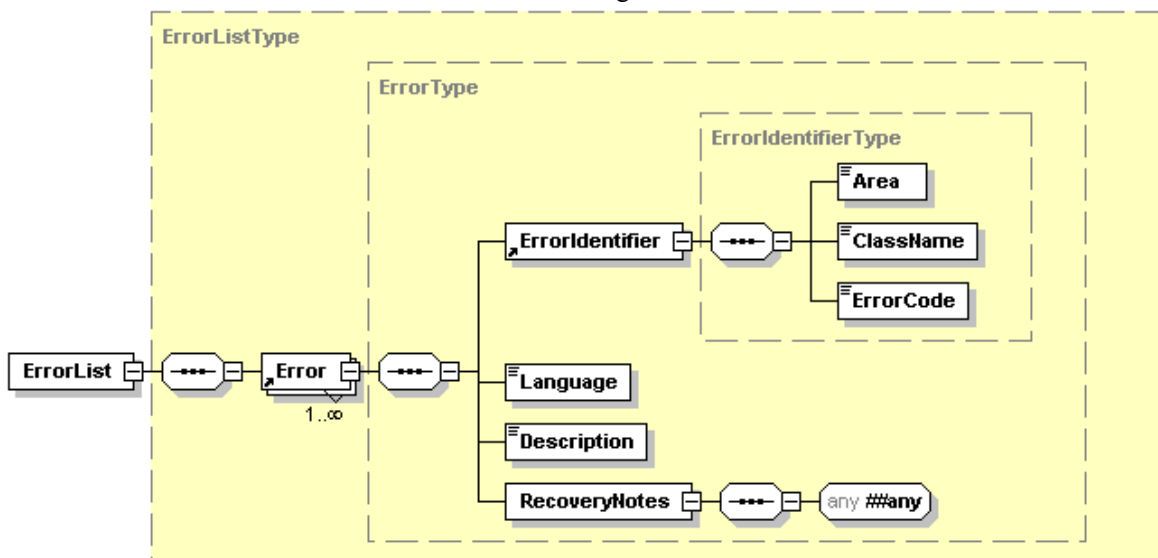 ErrorListType
ErrorType
ErrorIdentifierType
Area
ErrorIdentifier
ClassName
ErrorCode
ErrorList
Error
1..∞
Language
Description
RecoveryNotes
any ##any